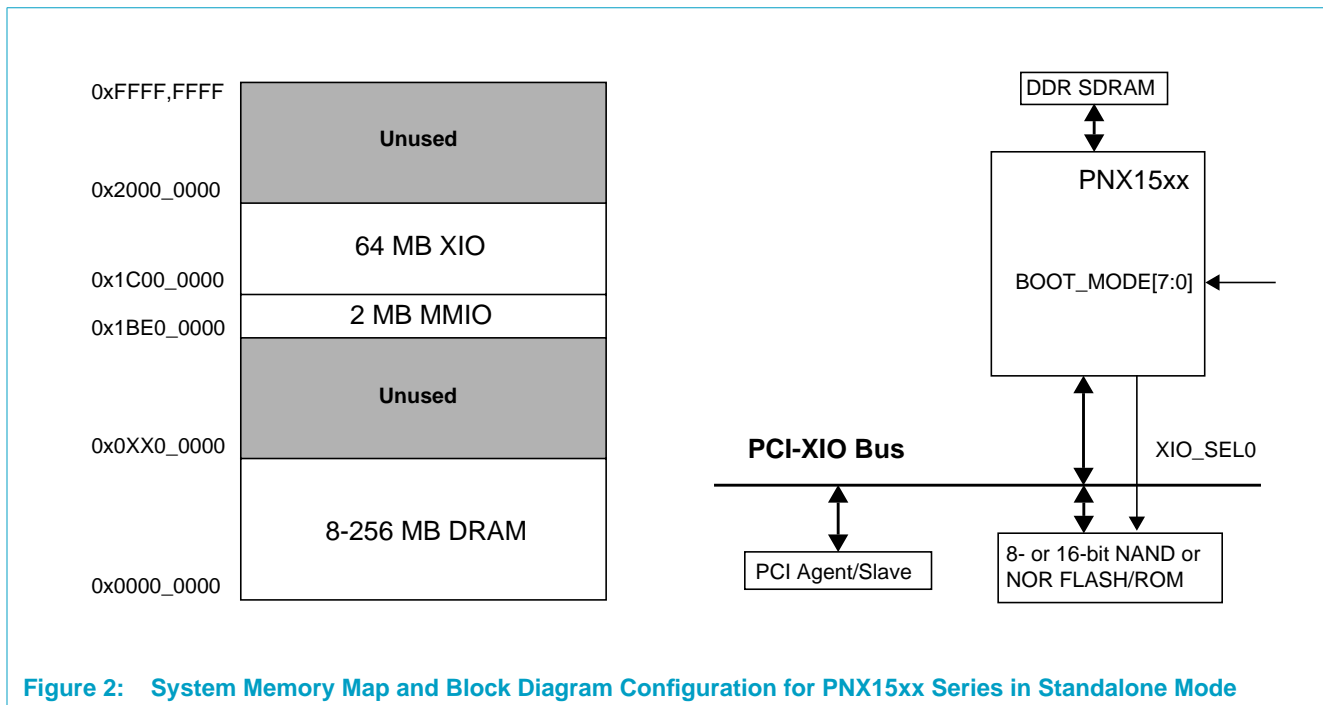 0xFFFF,FFFF
Unused
0x2000_0000
64 MB XIO
0x1C00_0000
2 MB MMIO
0x1BE0_0000
Unused
0x0XX0_0000
8-256 MB DRAM
0x0000_0000
DDR SDRAM
PNX15xx
BOOT_MODE[7:0]
PCI-XIO Bus
XIO_SEL0
PCI Agent/Slave
8- or 16-bit NAND or
NOR FLASH/ROM
Figure 2: System Memory Map and Block Diagram Configuration for PNX15xx Series in Standalone Mode